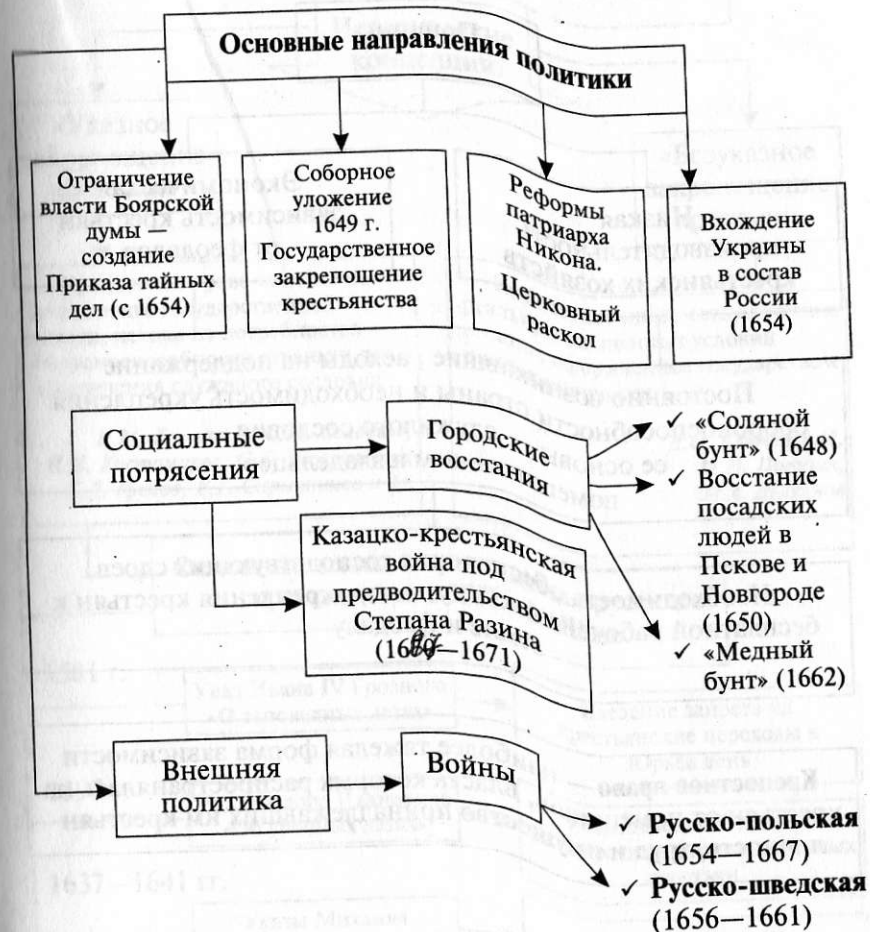 Основные направления политики
Ограничение
власти Боярской
думы —
создание
Приказа тайных
дел (с 1654)
Соборное
уложение
1649 г.
Государственное
закрепощение
крестьянства
Реформы
патриарха
Никона.
Церковный
раскол
Вхождение
Украины
в состав
России
(1654)
Социальные
потрясения
Городские
восстания
✓ «Соляной
бунт» (1648)
✓ Восстание
посадских
людей в
Пскове и
Новгороде
(1650)
✓ «Медный
бунт» (1662)
Казацко-крестьянская
война под
предводительством
Степана Разина
—1671)
Внешняя
политика
Войны
✓ Русско-польская
(1654—1667)
✓ Русско-шведская
(1656—1661)